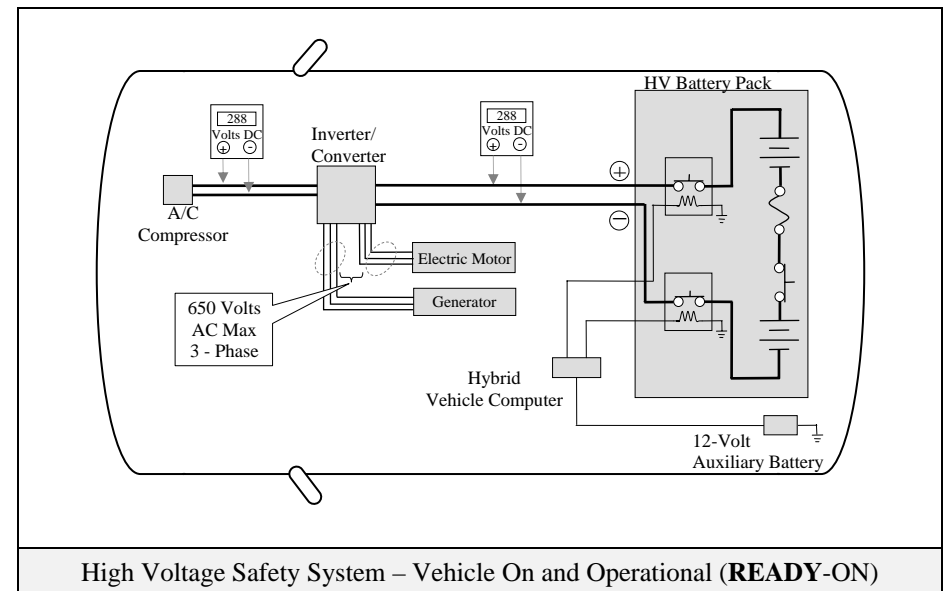 HV Battery Pack
288
Volts DC
+ -
288
Volts DC
+ -
Inverter/
Converter
+
A/C
Compressor
−
Electric Motor
Generator
650 Volts
AC Max
3 - Phase
Hybrid
Vehicle Computer
12-Volt
Auxiliary Battery
High Voltage Safety System – Vehicle On and Operational (READY-ON)